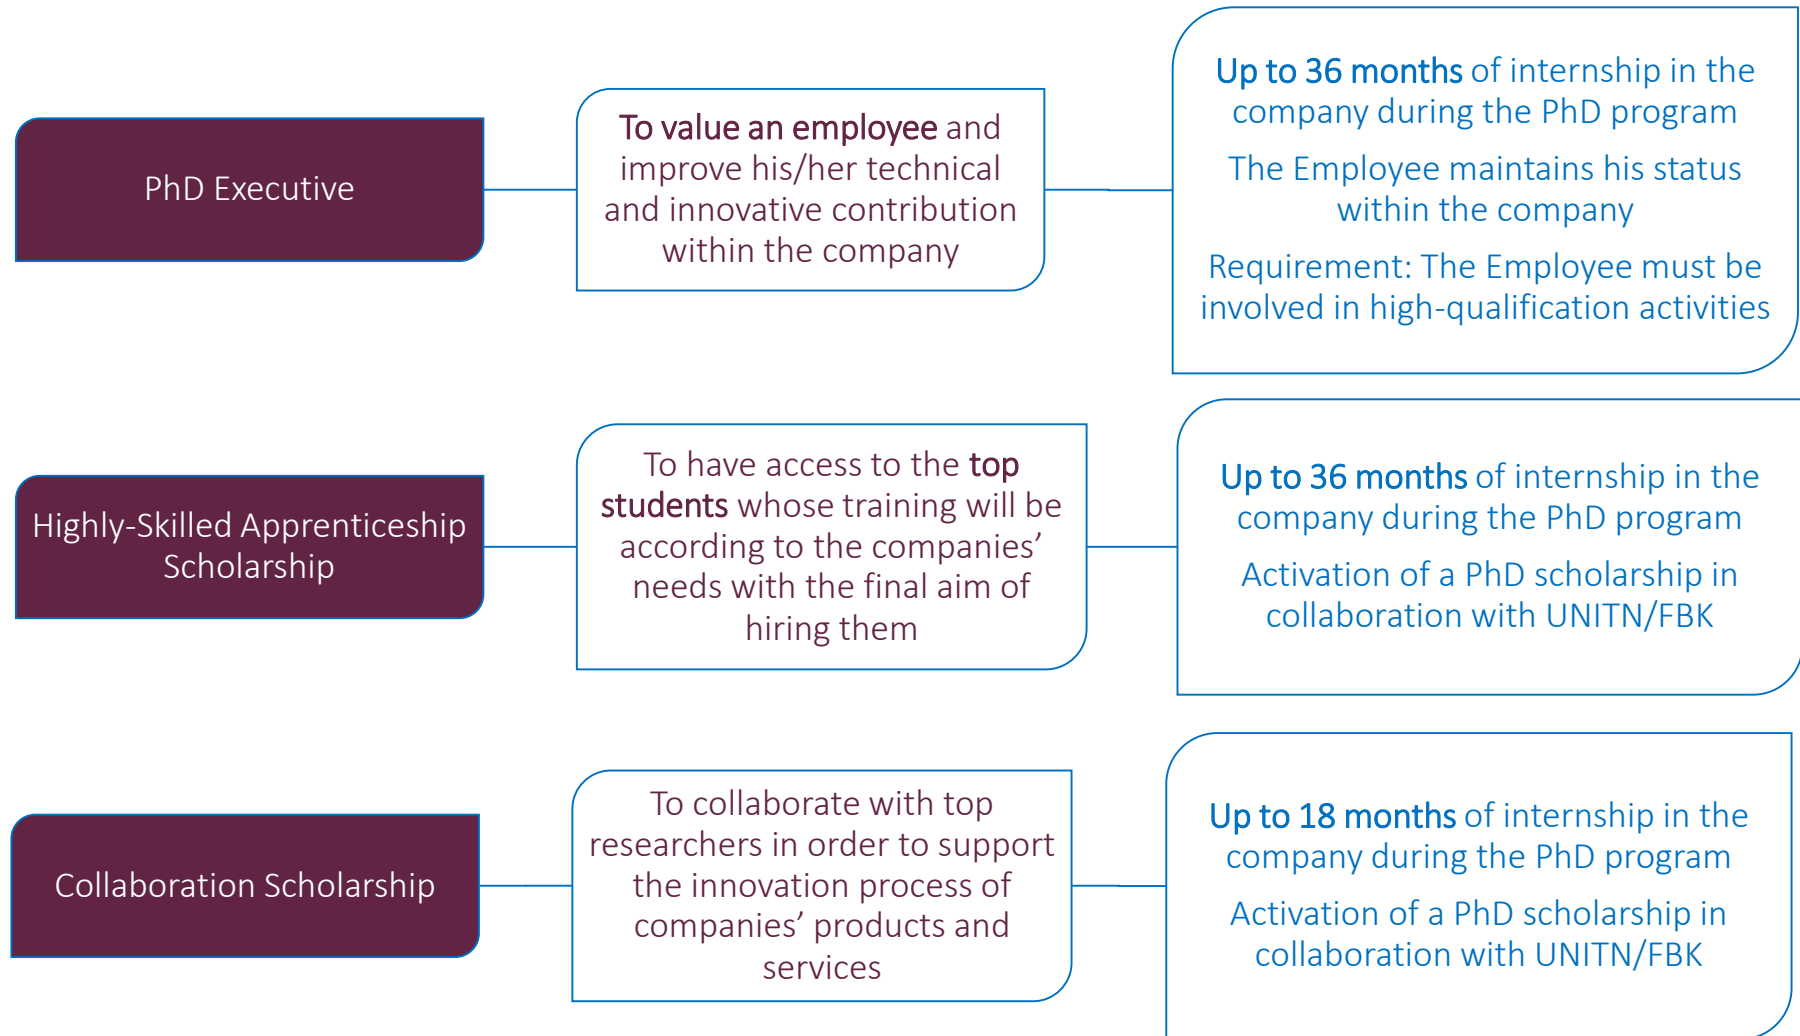 PhD Executive
To value an employee and
improve his/her technical
and innovative contribution
within the company
Up to 36 months of internship in the
company during the PhD program
The Employee maintains his status
within the company
Requirement: The Employee must be
involved in high-qualification activities
Highly-Skilled Apprenticeship
Scholarship
To have access to the top
students whose training will be
according to the companies’
needs with the final aim of
hiring them
Up to 36 months of internship in the
company during the PhD program
Activation of a PhD scholarship in
collaboration with UNITN/FBK
Collaboration Scholarship
To collaborate with top
researchers in order to support
the innovation process of
companies’ products and
services
Up to 18 months of internship in the
company during the PhD program
Activation of a PhD scholarship in
collaboration with UNITN/FBK